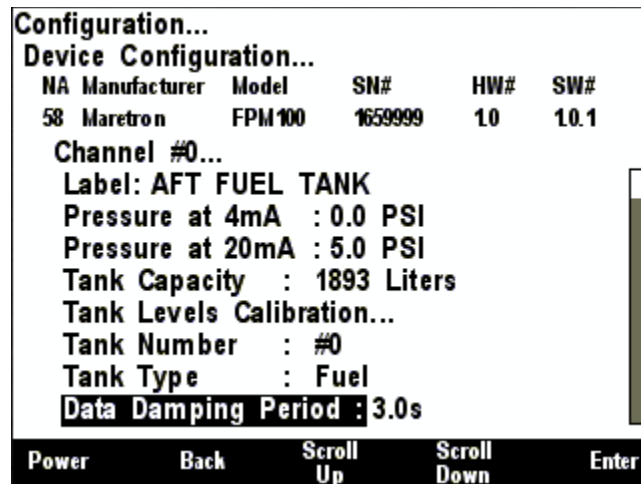 Configuration...
Device Configuration...
NA Manufacturer Model SN# HW# SW#
58 Maretron FPM100 1659999 1.0 1.0.1
Channel #0...
Label: AFT FUEL TANK
Pressure at 4mA : 0.0 PSI
Pressure at 20mA : 5.0 PSI
Tank Capacity : 1893 Liters
Tank Levels Calibration...
Tank Number : #0
Tank Type : Fuel
Data Damping Period : 3.0s
Power Back Scroll Up Scroll Down Enter